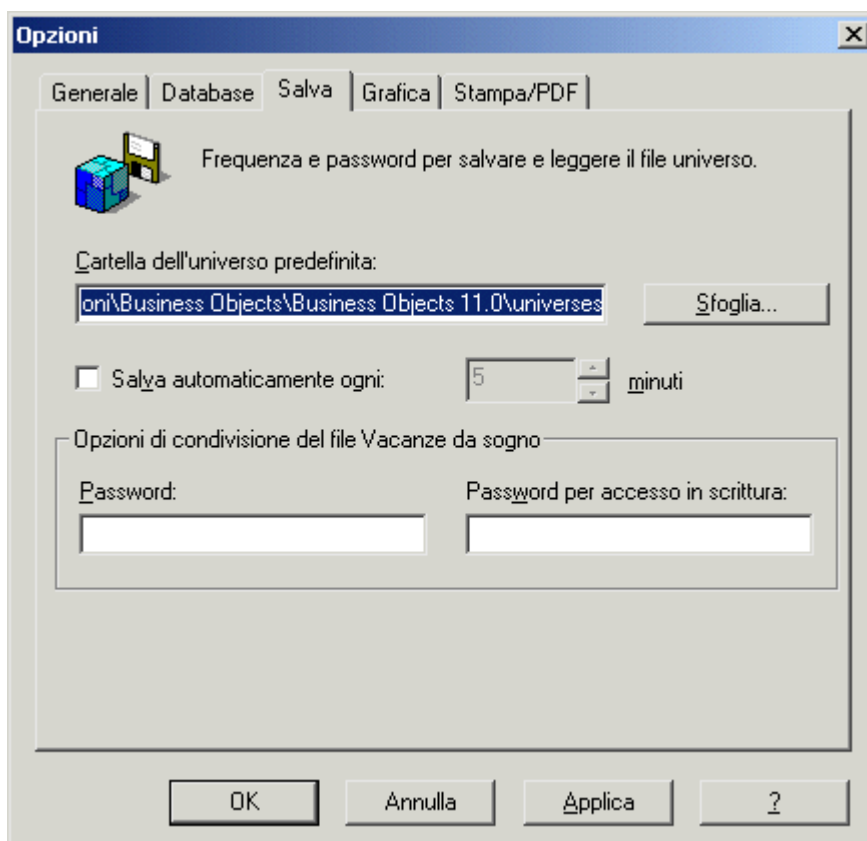 Opzioni
Generale Database Salva Grafica Stampa/PDF
Frequenza e password per salvare e leggere il file universo.
Cartella dell'universo predefinita:
oni\Business Objects\Business Objects 11.0\universes Sfoglia...
Salva automaticamente ogni: 5 minuti
Opzioni di condivisione del file Vacanze da sogno
Password: Password per accesso in scrittura:
OK Annulla Applica ?